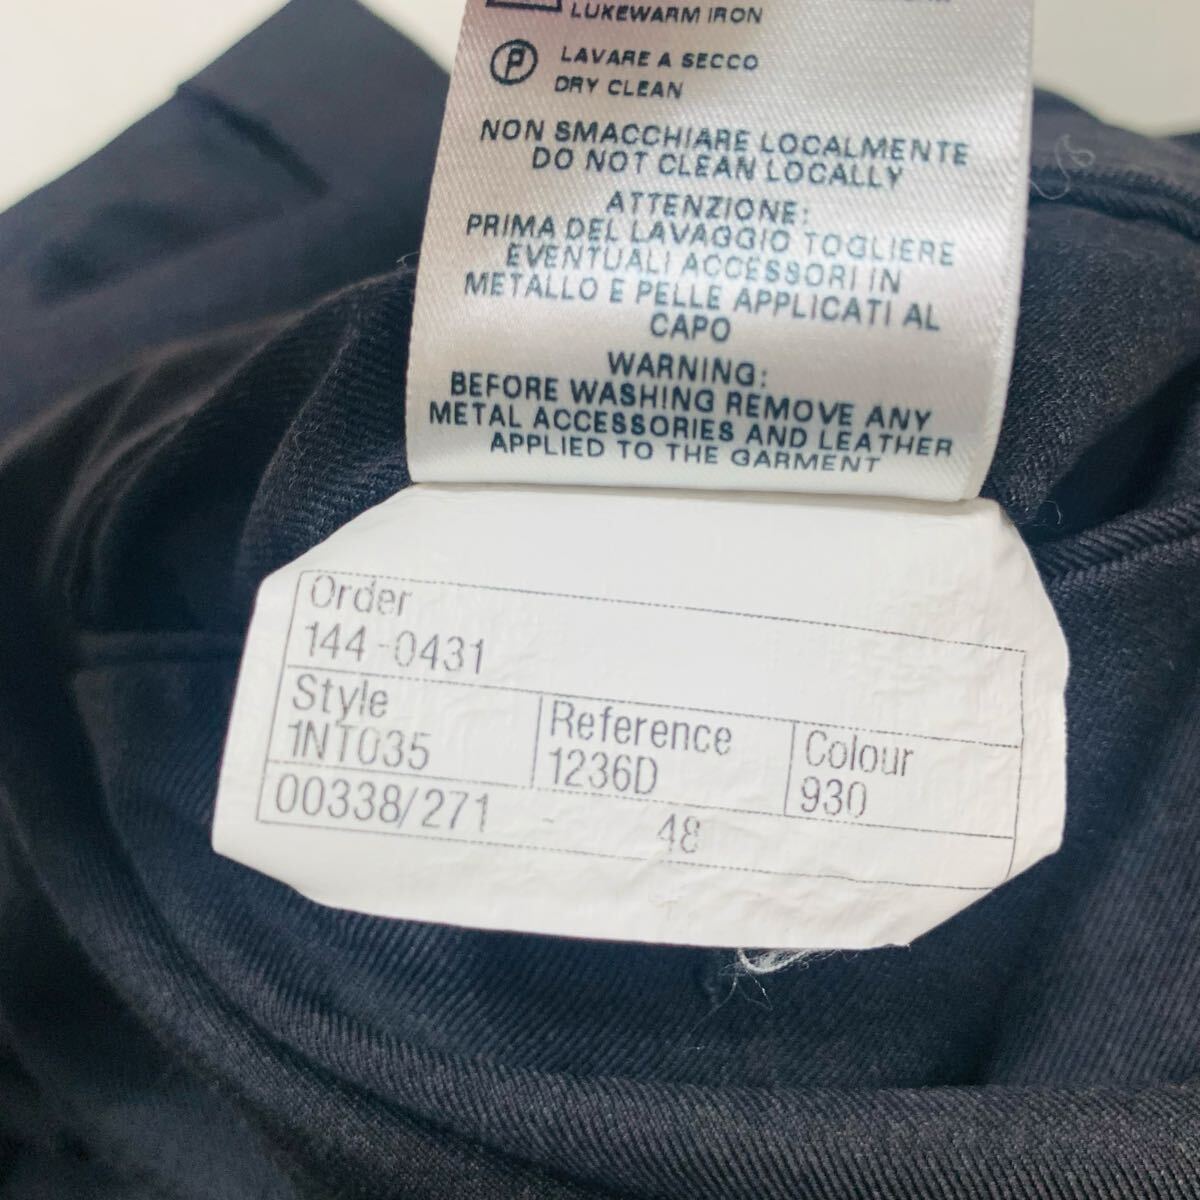 LUKEWARM IRON
P
LAVARE A SECCO
DRY CLEAN
NON SMACCHIARE LOCALMENTE
DO NOT CLEAN LOCALLY
ATTENZIONE:
PRIMA DEL LAVAGGIO TOGLIERE
EVENTUALI ACCESSORI IN
METALLO E PELLE APPLICATI AL
CAPO
WARNING:
BEFORE WASHING REMOVE ANY
METAL ACCESSORIES AND LEATHER
APPLIED TO THE GARMENT
Order
144-0431
Style Reference Colour
1NT035 1236D 930
00338/271 - 48